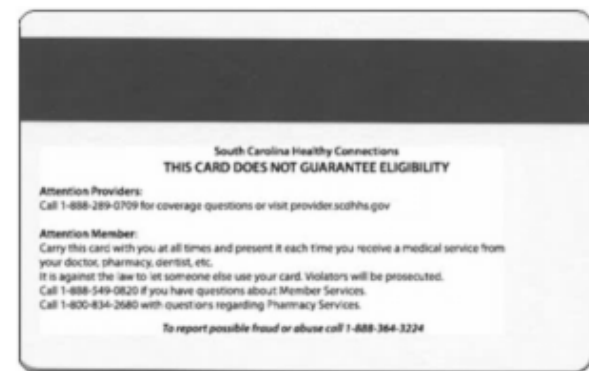 South Carolina Healthy Connections
THIS CARD DOES NOT GUARANTEE ELIGIBILITY
Attention Providers:
Call 1-888-289-0709 for coverage questions or visit provider.scdhhs.gov
Attention Member:
Carry this card with you at all times and present it each time you receive a medical service from
your doctor, pharmacy, dentist, etc.
It is against the law to let someone else use your card. Violators will be prosecuted.
Call 1-888-549-0820 if you have questions about Member Services.
Call 1-800-834-2680 with questions regarding Pharmacy Services.
To report possible fraud or abuse call 1-888-364-3224